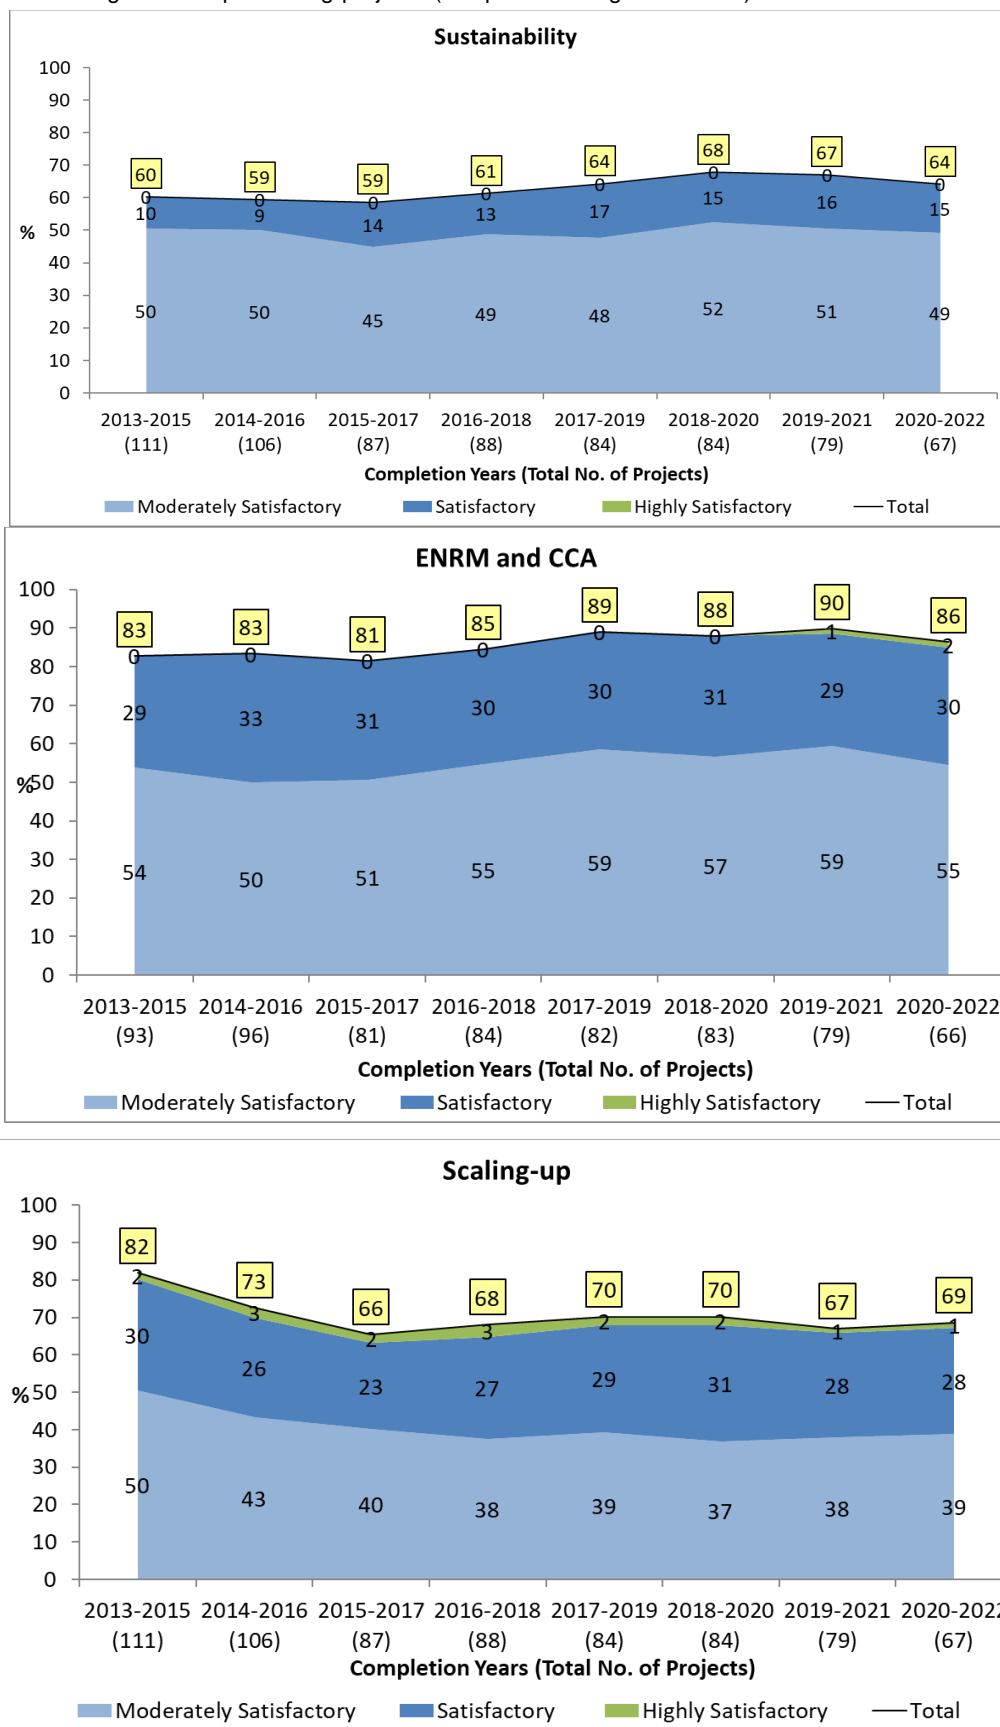 Sustainability
100
90
80
70
60
50
40
30
20
10
0
%
60 59 59 61 64 68 67 64
0 0 0 0 0 0 0 0
10 9 14 13 17 15 16 15
50 50 45 49 48 52 51 49
2013-2015 2014-2016 2015-2017 2016-2018 2017-2019 2018-2020 2019-2021 2020-2022
(111) (106) (87) (88) (84) (84) (79) (67)
Completion Years (Total No. of Projects)
Moderately Satisfactory Satisfactory Highly Satisfactory Total
ENRM and CCA
100
90
80
70
60
50
40
30
20
10
0
%
83 83 81 85 89 88 90 86
0 0 0 0 0 0 1 2
29 33 31 30 30 31 29 30
54 50 51 55 59 57 59 55
2013-2015 2014-2016 2015-2017 2016-2018 2017-2019 2018-2020 2019-2021 2020-2022
(93) (96) (81) (84) (82) (83) (79) (66)
Completion Years (Total No. of Projects)
Moderately Satisfactory Satisfactory Highly Satisfactory Total
Scaling-up
100
90
80
70
60
50
40
30
20
10
0
%
82 73 66 68 70 70 67 69
2 3 2 3 2 2 1 1
30 26 23 27 29 31 28 28
50 43 40 38 39 37 38 39
2013-2015 2014-2016 2015-2017 2016-2018 2017-2019 2018-2020 2019-2021 2020-2022
(111) (106) (87) (88) (84) (84) (79) (67)
Completion Years (Total No. of Projects)
Moderately Satisfactory Satisfactory Highly Satisfactory Total